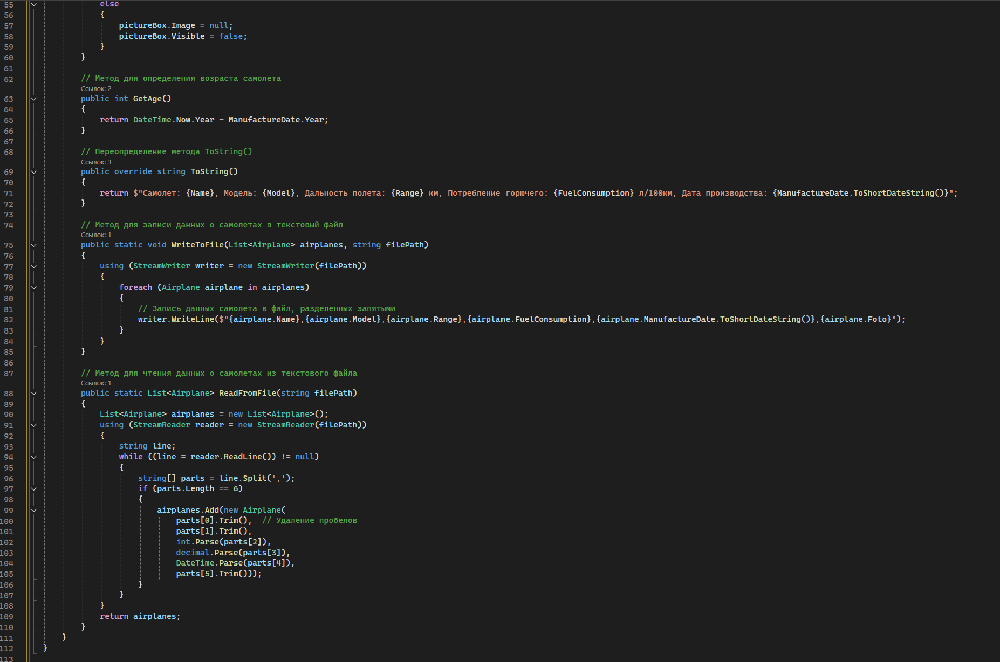 55 else
56 {
57 pictureBox.Image = null;
58 pictureBox.Visible = false;
59 }
60 }
61
62 // Метод для определения возраста самолета
Ссылок: 2
63 public int GetAge()
64 {
65 return DateTime.Now.Year - ManufactureDate.Year;
66 }
67
68 // Переопределение метода ToString()
Ссылок: 3
69 public override string ToString()
70 {
71 return $"Самолет: {Name}, Модель: {Model}, Дальность полета: {Range} км, Потребление горючего: {FuelConsumption} л/100км, Дата производства: {ManufactureDate.ToShortDateString()}";
72 }
73
74 // Метод для записи данных о самолетах в текстовый файл
Ссылок: 1
75 public static void WriteToFile(List<Airplane> airplanes, string filePath)
76 {
77 using (StreamWriter writer = new StreamWriter(filePath))
78 {
79 foreach (Airplane airplane in airplanes)
80 {
81 // Запись данных самолета в файл, разделенных запятыми
82 writer.WriteLine($"{airplane.Name},{airplane.Model},{airplane.Range},{airplane.FuelConsumption},{airplane.ManufactureDate.ToShortDateString()},{airplane.Foto}");
83 }
84 }
85 }
86
87 // Метод для чтения данных о самолетах из текстового файла
Ссылок: 1
88 public static List<Airplane> ReadFromFile(string filePath)
89 {
90 List<Airplane> airplanes = new List<Airplane>();
91 using (StreamReader reader = new StreamReader(filePath))
92 {
93 string line;
94 while ((line = reader.ReadLine()) != null)
95 {
96 string[] parts = line.Split(',');
97 if (parts.Length == 6)
98 {
99 airplanes.Add(new Airplane(
100 parts[0].Trim(), // Удаление пробелов
101 parts[1].Trim(),
102 int.Parse(parts[2]),
103 decimal.Parse(parts[3]),
104 DateTime.Parse(parts[4]),
105 parts[5].Trim()));
106 }
107 }
108 }
109 return airplanes;
110 }
111 }
112 }
113